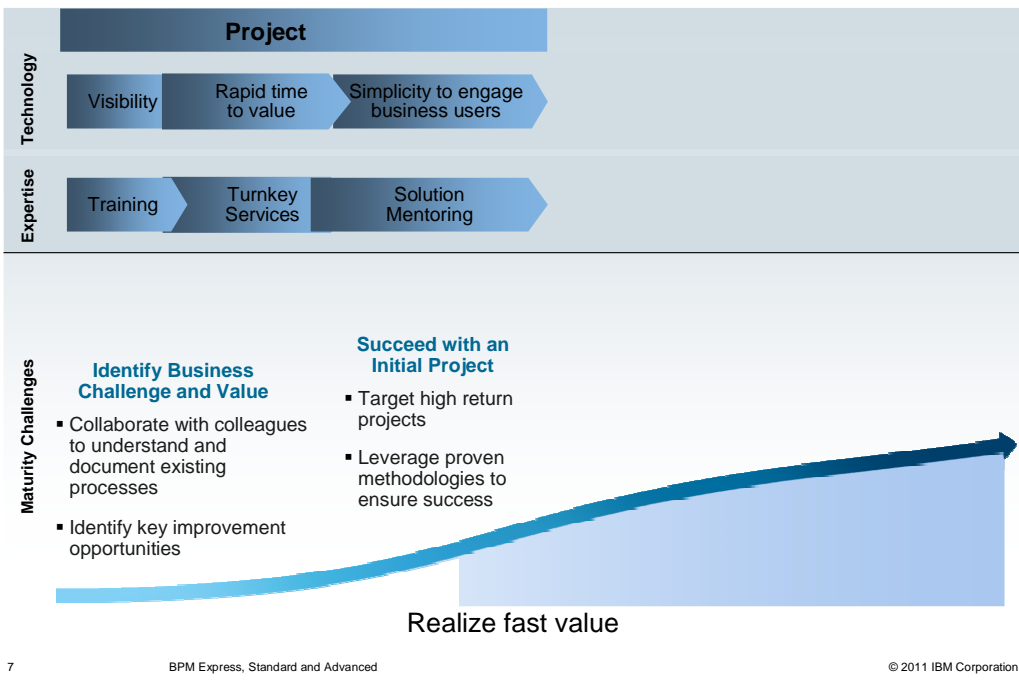 Project
Technology
Visibility
Rapid time
to value
Simplicity to engage
business users
Expertise
Training
Turnkey
Services
Solution
Mentoring
Maturity Challenges
Identify Business
Challenge and Value
▪ Collaborate with colleagues
to understand and
document existing
processes
▪ Identify key improvement
opportunities
Succeed with an
Initial Project
▪ Target high return
projects
▪ Leverage proven
methodologies to
ensure success
Realize fast value
7
BPM Express, Standard and Advanced
© 2011 IBM Corporation